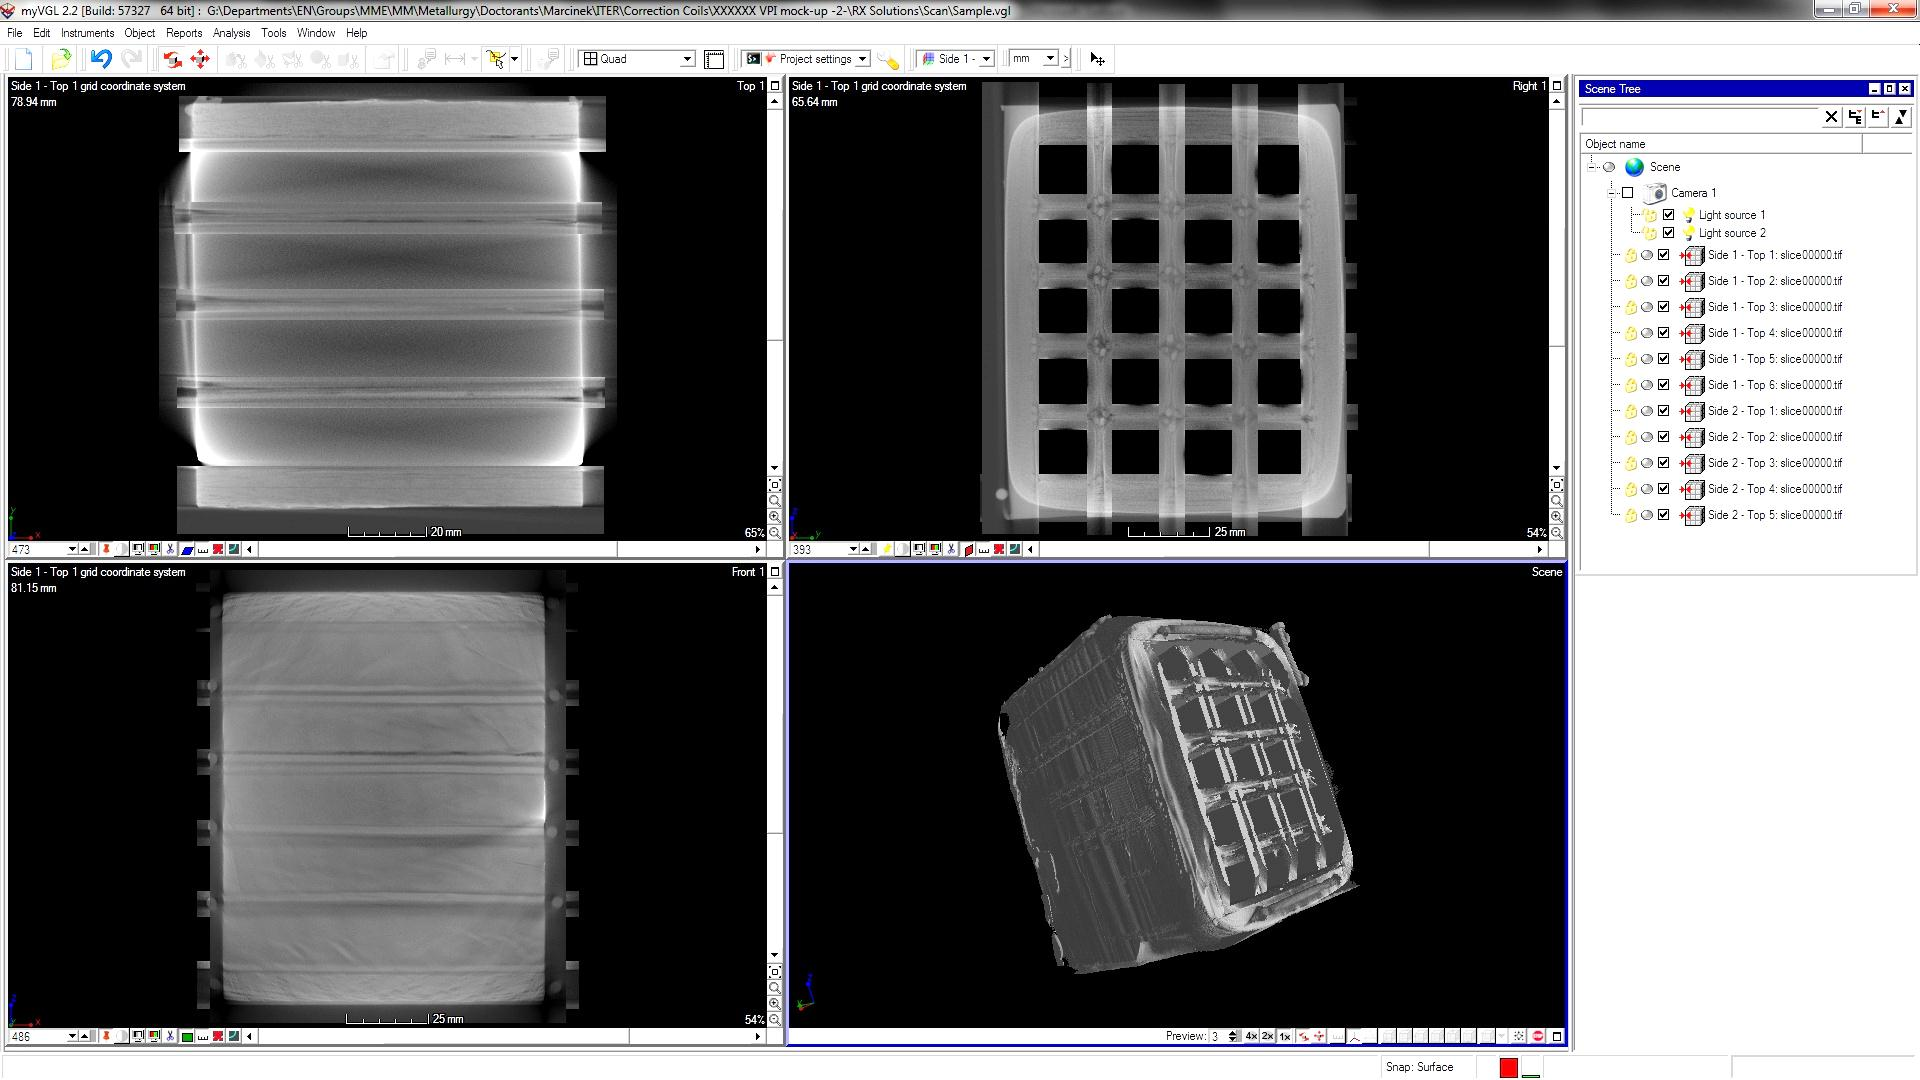 myVGL 2.2 [Build: 57327   64 bit] :  G:\Departments\EN\Groups\MME\MM\Metallurgy\Doctorants\Marcinek\ITER\Correction Coils\XXXXXX VPI mock-up -2-\RX Solutions\Scan\Sample.vgl
File Edit Instruments Object Reports Analysis Tools Window Help
Quad Project settings Side 1 - mm >
Side 1 - Top 1 grid coordinate system Top 1
78.94 mm
20 mm
65%
473
Side 1 - Top 1 grid coordinate system Right 1
65.64 mm
25 mm
54%
393
Side 1 - Top 1 grid coordinate system Front 1
81.15 mm
25 mm
54%
486
Scene
Preview: 3 4x 2x 1x
Scene Tree
Object name
Scene
Camera 1
Light source 1
Light source 2
Side 1 - Top 1: slice00000.tif
Side 1 - Top 2: slice00000.tif
Side 1 - Top 3: slice00000.tif
Side 1 - Top 4: slice00000.tif
Side 1 - Top 5: slice00000.tif
Side 1 - Top 6: slice00000.tif
Side 2 - Top 1: slice00000.tif
Side 2 - Top 2: slice00000.tif
Side 2 - Top 3: slice00000.tif
Side 2 - Top 4: slice00000.tif
Side 2 - Top 5: slice00000.tif
Snap: Surface